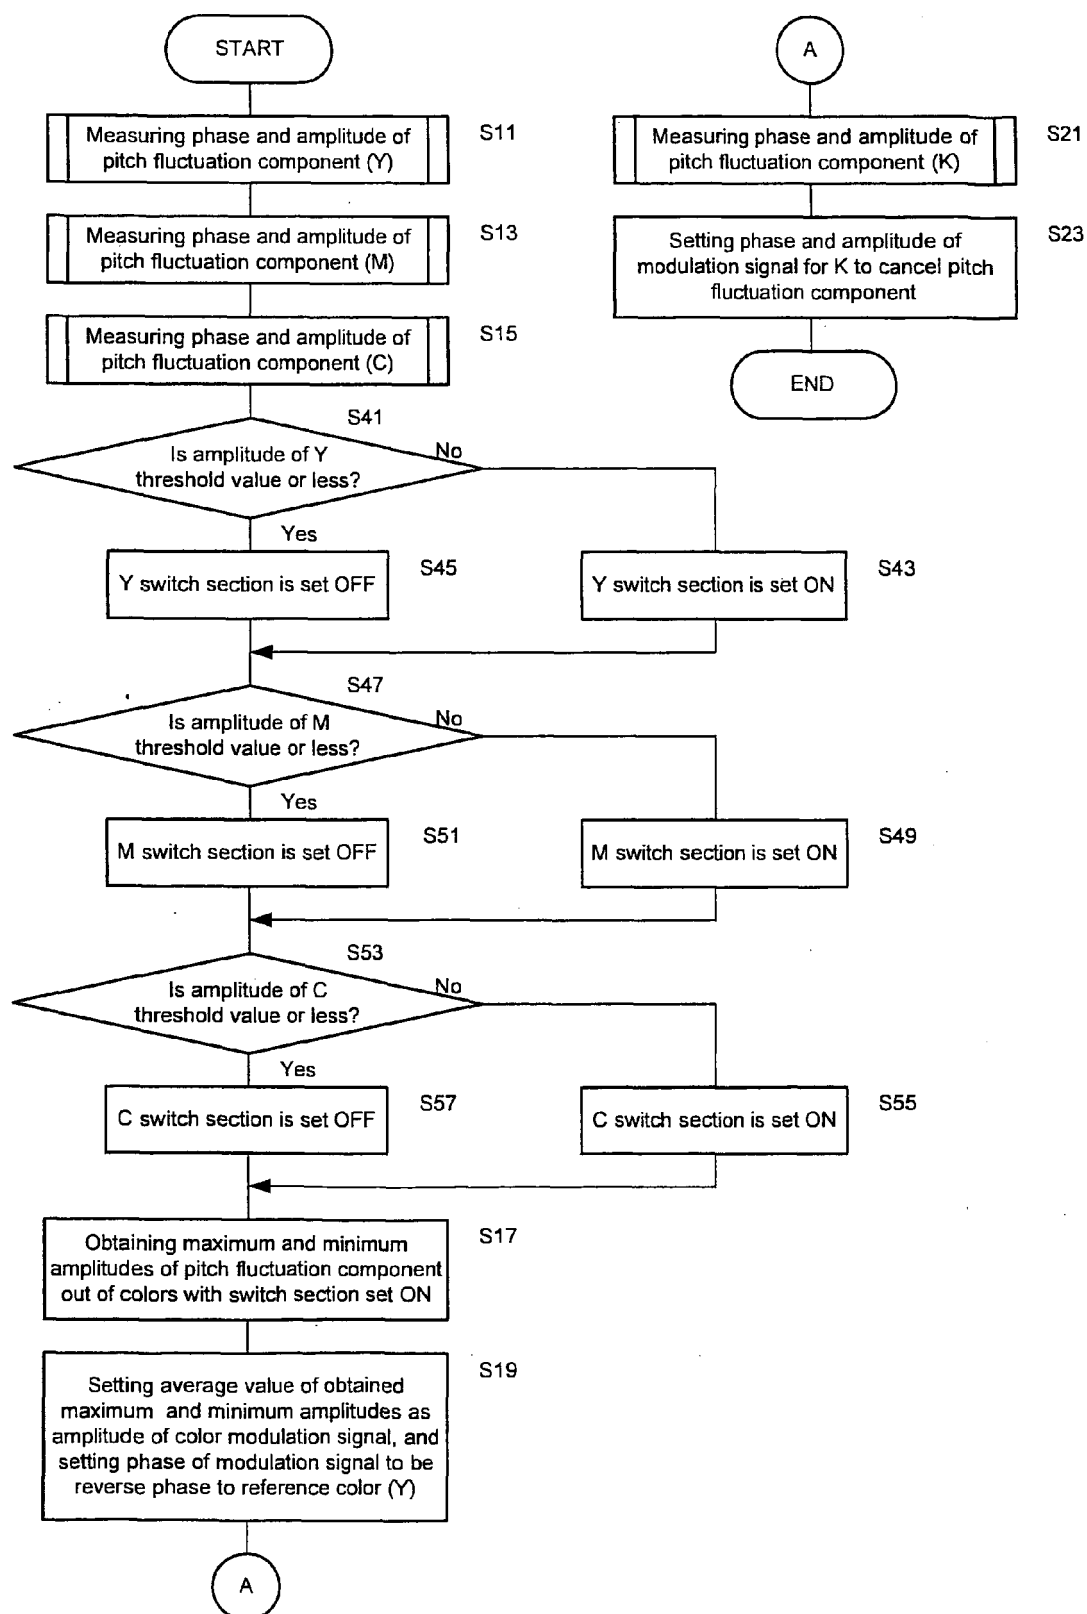 START
Measuring phase and amplitude of
pitch fluctuation component (Y)
S11
Measuring phase and amplitude of
pitch fluctuation component (M)
S13
Measuring phase and amplitude of
pitch fluctuation component (C)
S15
S41
Is amplitude of Y
threshold value or less?
No
Yes
Y switch section is set OFF
S45
Y switch section is set ON
S43
S47
Is amplitude of M
threshold value or less?
No
Yes
M switch section is set OFF
S51
M switch section is set ON
S49
S53
Is amplitude of C
threshold value or less?
No
Yes
C switch section is set OFF
S57
C switch section is set ON
S55
Obtaining maximum and minimum
amplitudes of pitch fluctuation component
out of colors with switch section set ON
S17
Setting average value of obtained
maximum and minimum amplitudes as
amplitude of color modulation signal, and
setting phase of modulation signal to be
reverse phase to reference color (Y)
S19
A
A
Measuring phase and amplitude of
pitch fluctuation component (K)
S21
Setting phase and amplitude of
modulation signal for K to cancel pitch
fluctuation component
S23
END